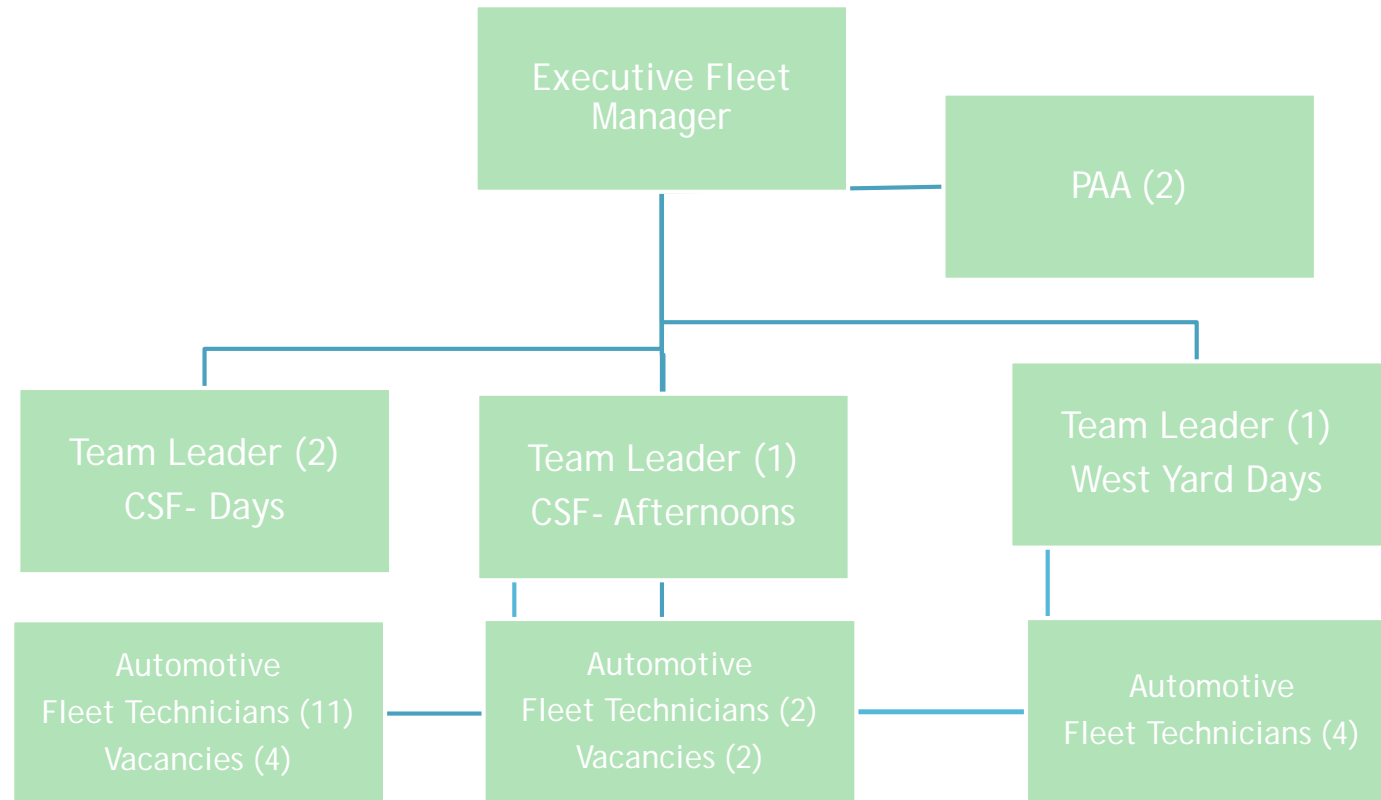 Executive Fleet
Manager
PAA (2)
Team Leader (2)
CSF- Days
Team Leader (1)
CSF- Afternoons
Team Leader (1)
West Yard Days
Automotive
Fleet Technicians (11)
Vacancies (4)
Automotive
Fleet Technicians (2)
Vacancies (2)
Automotive
Fleet Technicians (4)